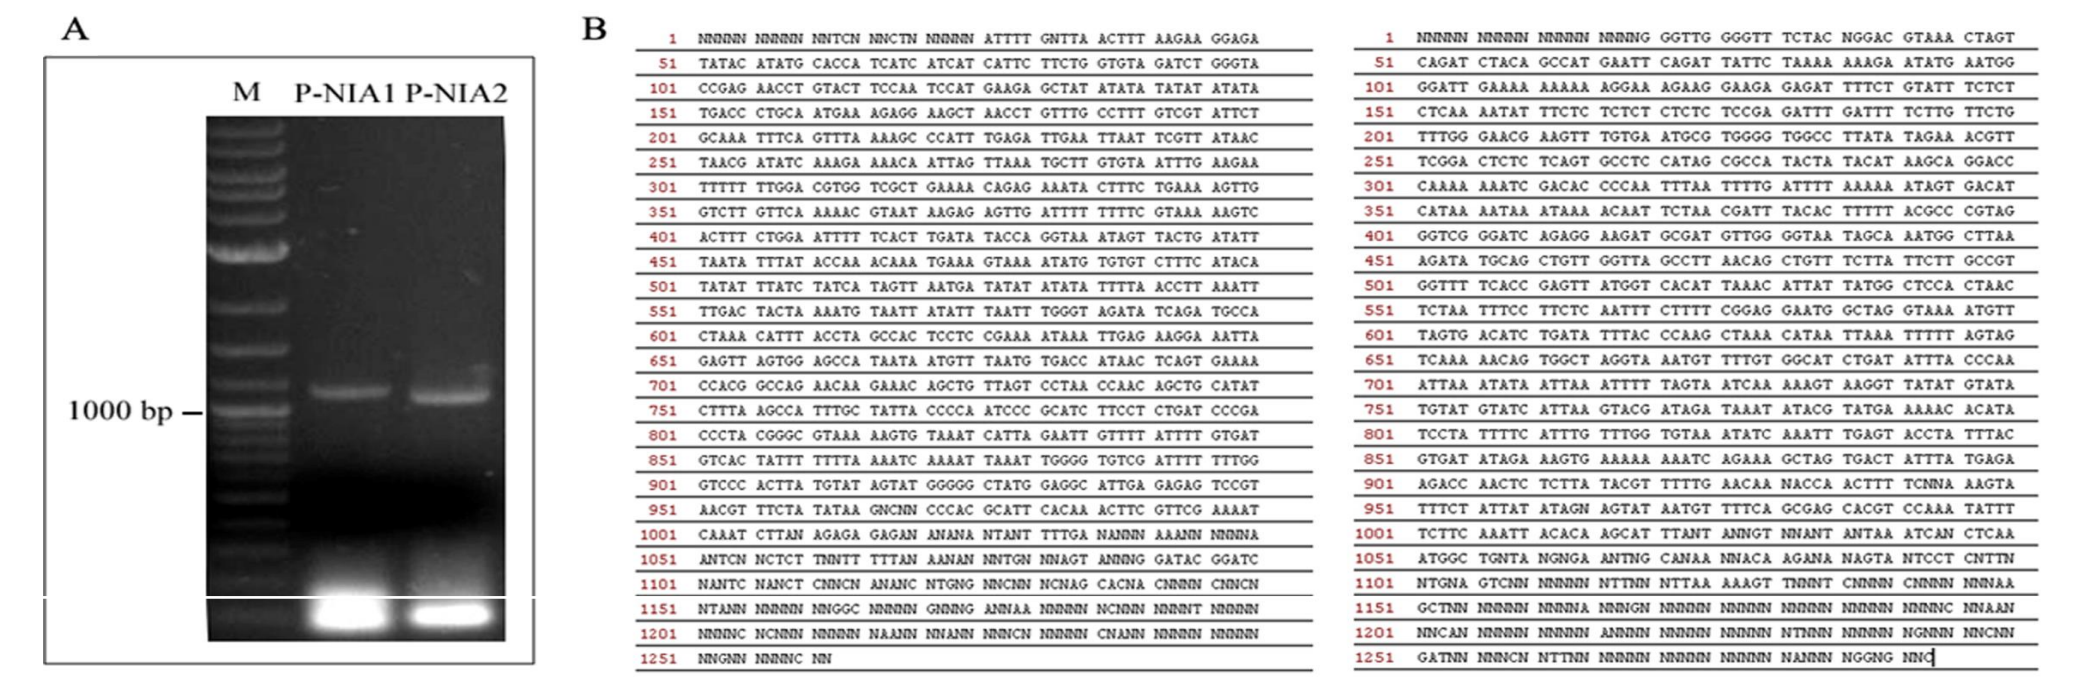 A
M P-NIA1 P-NIA2
1000 bp
B
1 NNNNN NNNNN NNTCN NNCTN NNNNN ATTTT GNTTA ACTTT AAGAA GGAGA
51 TATAC ATATG CACCA TCATC ATCAT CATTC TTCTG GTGTA GATCT GGGTA
101 CCGAG AACCT GTACT TCCAA TCCAT GAAGA GCTAT ATATA TATAT ATATA
151 TGACC CTGCA ATGAA AGAGG AAGCT AACCT GTTTG CCTTT GTCGT ATTCT
201 GCAAA TTTCA GTTTA AAAGC CCATT TGAGA TTGAA TTAAT TCGTT ATAAC
251 TAACG ATATC AAAGA AAACA ATTAG TTAAA TGCTT GTGTA ATTTG AAGAA
301 TTTTT TTGGA CGTGG TCGCT GAAAA CAGAG AAATA CTTTC TGAAA AGTTG
351 GTCTT GTTCA AAAAC GTAAT AAGAG AGTTG ATTTT TTTTC GTAAA AAGTC
401 ACTTT CTGGA ATTTT TCACT TGATA TACCA GGTAA ATAGT TACTG ATATT
451 TAATA TTTAT ACCAA ACAAA TGAAA GTAAA ATATG TGTGT CTTTC ATACA
501 TATAT TTATC TATCA TAGTT AATGA TATAT ATATA TTTTA ACCTT AAATT
551 TTGAC TACTA AAATG TAATT ATATT TAATT TGGGT AGATA TCAGA TGCCA
601 CTAAA CATTT ACCTA GCCAC TCCTC CGAAA ATAAA TTGAG AAGGA AATTA
651 GAGTT AGTGG AGCCA TAATA ATGTT TAATG TGACC ATAAC TCAGT GAAAA
701 CCACG GCCAG AACAA GAAAC AGCTG TTAGT CCTAA CCAAC AGCTG CATAT
751 CTTTA AGCCA TTTGC TATTA CCCCA ATCCC GCATC TTCCT CTGAT CCCGA
801 CCCTA CGGGC GTAAA AAGTG TAAAT CATTA GAATT GTTTT ATTTT GTGAT
851 GTCAC TATTT TTTTA AAATC AAAAT TAAAT TGGGG TGTCG ATTTT TTTGG
901 GTCCC ACTTA TGTAT AGTAT GGGGG CTATG GAGGC ATTGA GAGAG TCCGT
951 AACGT TTCTA TATAA GNCNN CCCAC GCATT CACAA ACTTC GTTCG AAAAT
1001 CAAAT CTTAN AGAGA GAGAN ANANA NTANT TTTGA NANNN AAANN NNNNA
1051 ANTCN NCTCT TNNTT TTTAN AANAN NNTGN NNAGT ANNNG GATAC GGATC
1101 NANTC NANCT CNNCN ANANC NTGNG NNCNN NCNAG CACNA CNNNN CNNCN
1151 NTANN NNNNN NNGGC NNNNN GNNNG ANNAA NNNNN NCNNN NNNNT NNNNN
1201 NNNNC NCNNN NNNNN NAANN NNANN NNNCN NNNNN CNANN NNNNN NNNNN
1251 NNGNN NNNNC NN
1 NNNNN NNNNN NNNNN NNNNG GGTTG GGGTT TCTAC NGGAC GTAAA CTAGT
51 CAGAT CTACA GCCAT GAATT CAGAT TATTC TAAAA AAAGA ATATG AATGG
101 GGATT GAAAA AAAAA AGGAA AGAAG GAAGA GAGAT TTTCT GTATT TCTCT
151 CTCAA AATAT TTCTC TCTCT CTCTC TCCGA GATTT GATTT TCTTG TTCTG
201 TTTGG GAACG AAGTT TGTGA ATGCG TGGGG TGGCC TTATA TAGAA ACGTT
251 TCGGA CTCTC TCAGT GCCTC CATAG CGCCA TACTA TACAT AAGCA GGACC
301 CAAAA AAATC GACAC CCCAA TTTAA TTTTG ATTTT AAAAA ATAGT GACAT
351 CATAA AATAA ATAAA ACAAT TCTAA CGATT TACAC TTTTT ACGCC CGTAG
401 GGTCG GGATC AGAGG AAGAT GCGAT GTTGG GGTAA TAGCA AATGG CTTAA
451 AGATA TGCAG CTGTT GGTTA GCCTT AACAG CTGTT TCTTA TTCTT GCCGT
501 GGTTT TCACC GAGTT ATGGT CACAT TAAAC ATTAT TATGG CTCCA CTAAC
551 TCTAA TTTCC TTCTC AATTT CTTTT CGGAG GAATG GCTAG GTAAA ATGTT
601 TAGTG ACATC TGATA TTTAC CCAAG CTAAA CATAA TTAAA TTTTT AGTAG
651 TCAAA AACAG TGGCT AGGTA AATGT TTTGT GGCAT CTGAT ATTTA CCCAA
701 ATTAA ATATA ATTAA ATTTT TAGTA ATCAA AAAGT AAGGT TATAT GTATA
751 TGTAT GTATC ATTAA GTACG ATAGA TAAAT ATACG TATGA AAAAC ACATA
801 TCCTA TTTTC ATTTG TTTGG TGTAA ATATC AAATT TGAGT ACCTA TTTAC
851 GTGAT ATAGA AAGTG AAAAA AAATC AGAAA GCTAG TGACT ATTTA TGAGA
901 AGACC AACTC TCTTA TACGT TTTTG AACAA NACCA ACTTT TCNNA AAGTA
951 TTTCT ATTAT ATAGN AGTAT AATGT TTTCA GCGAG CACGT CCAAA TATTT
1001 TCTTC AAATT ACACA AGCAT TTANT ANNGT NNANT ANTAA ATCAN CTCAA
1051 ATGGC TGNTA NGNGA ANTNG CANAA NNACA AGANA NAGTA NTCCT CNTTN
1101 NTGNA GTCNN NNNNN NTTNN NTTAA AAAGT TNNNT CNNNN CNNNN NNNAA
1151 GCTNN NNNNN NNNNA NNNGN NNNNN NNNNN NNNNN NNNNN NNNNC NNAAN
1201 NNCAN NNNNN NNNNN ANNNN NNNNN NNNNN NTNNN NNNNN NGNNN NNCNN
1251 GATNN NNNCN NTTNN NNNNN NNNNN NNNNN NANNN NGGNG NNC